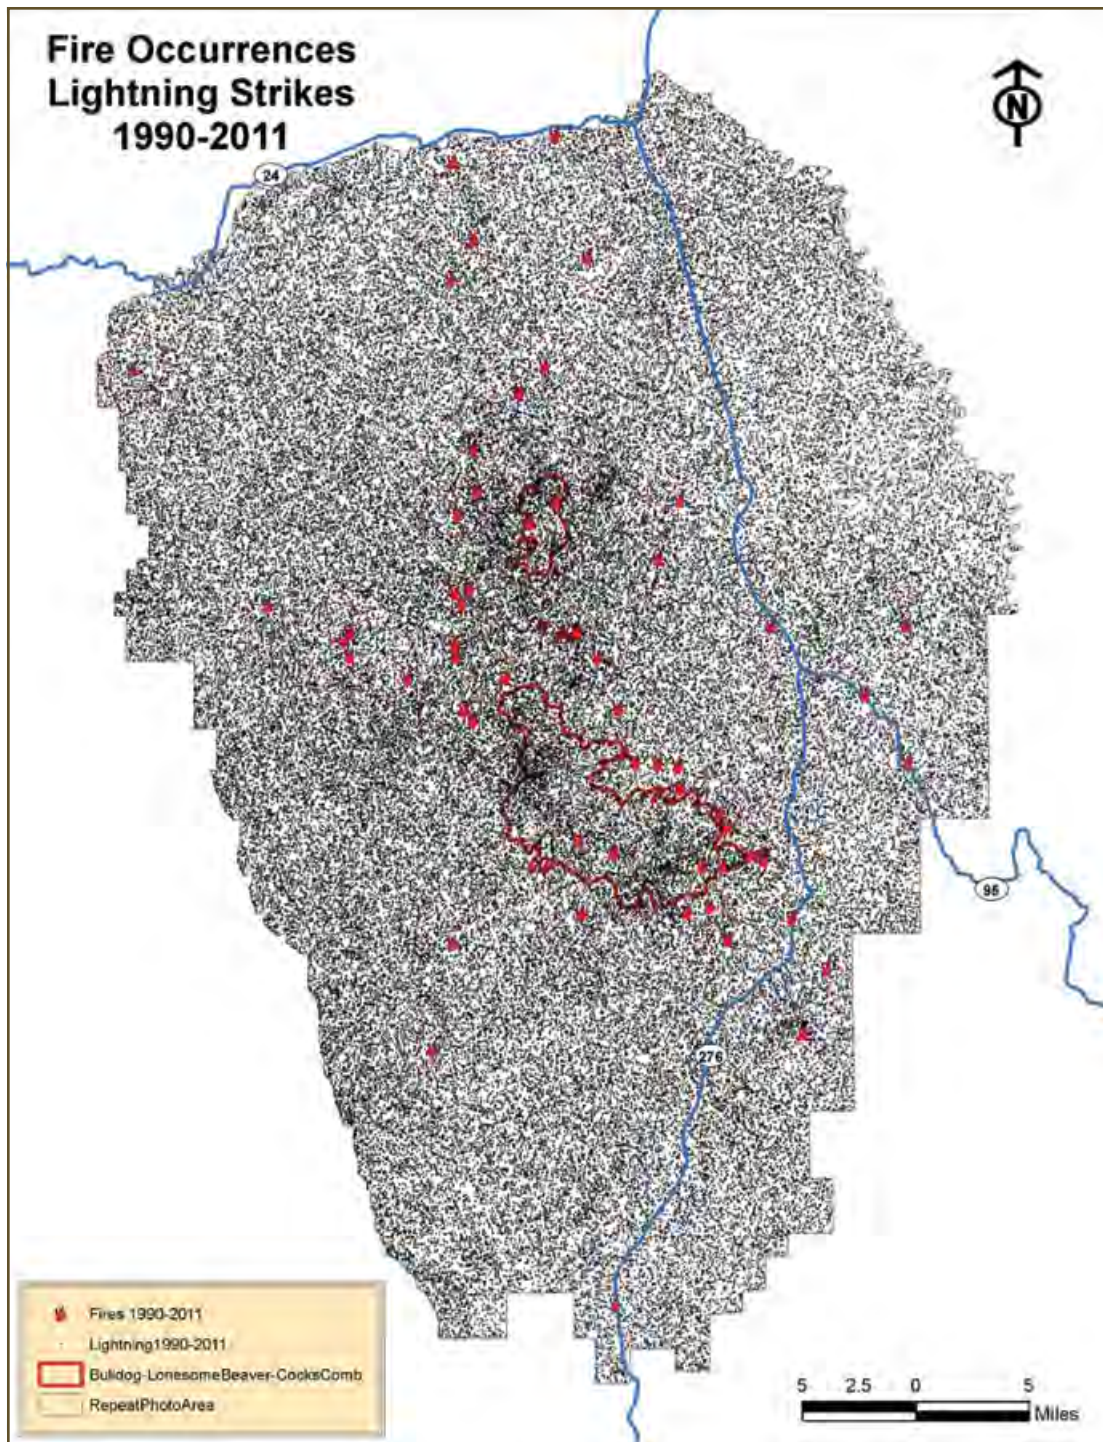 Fire Occurrences
Lightning Strikes
1990-2011
N
24
95
276
Fires 1990-2011
Lightning1990-2011
Bulldog-LonesomeBeaver-CocksComb
RepeatPhotoArea
5 2.5 0 5
Miles